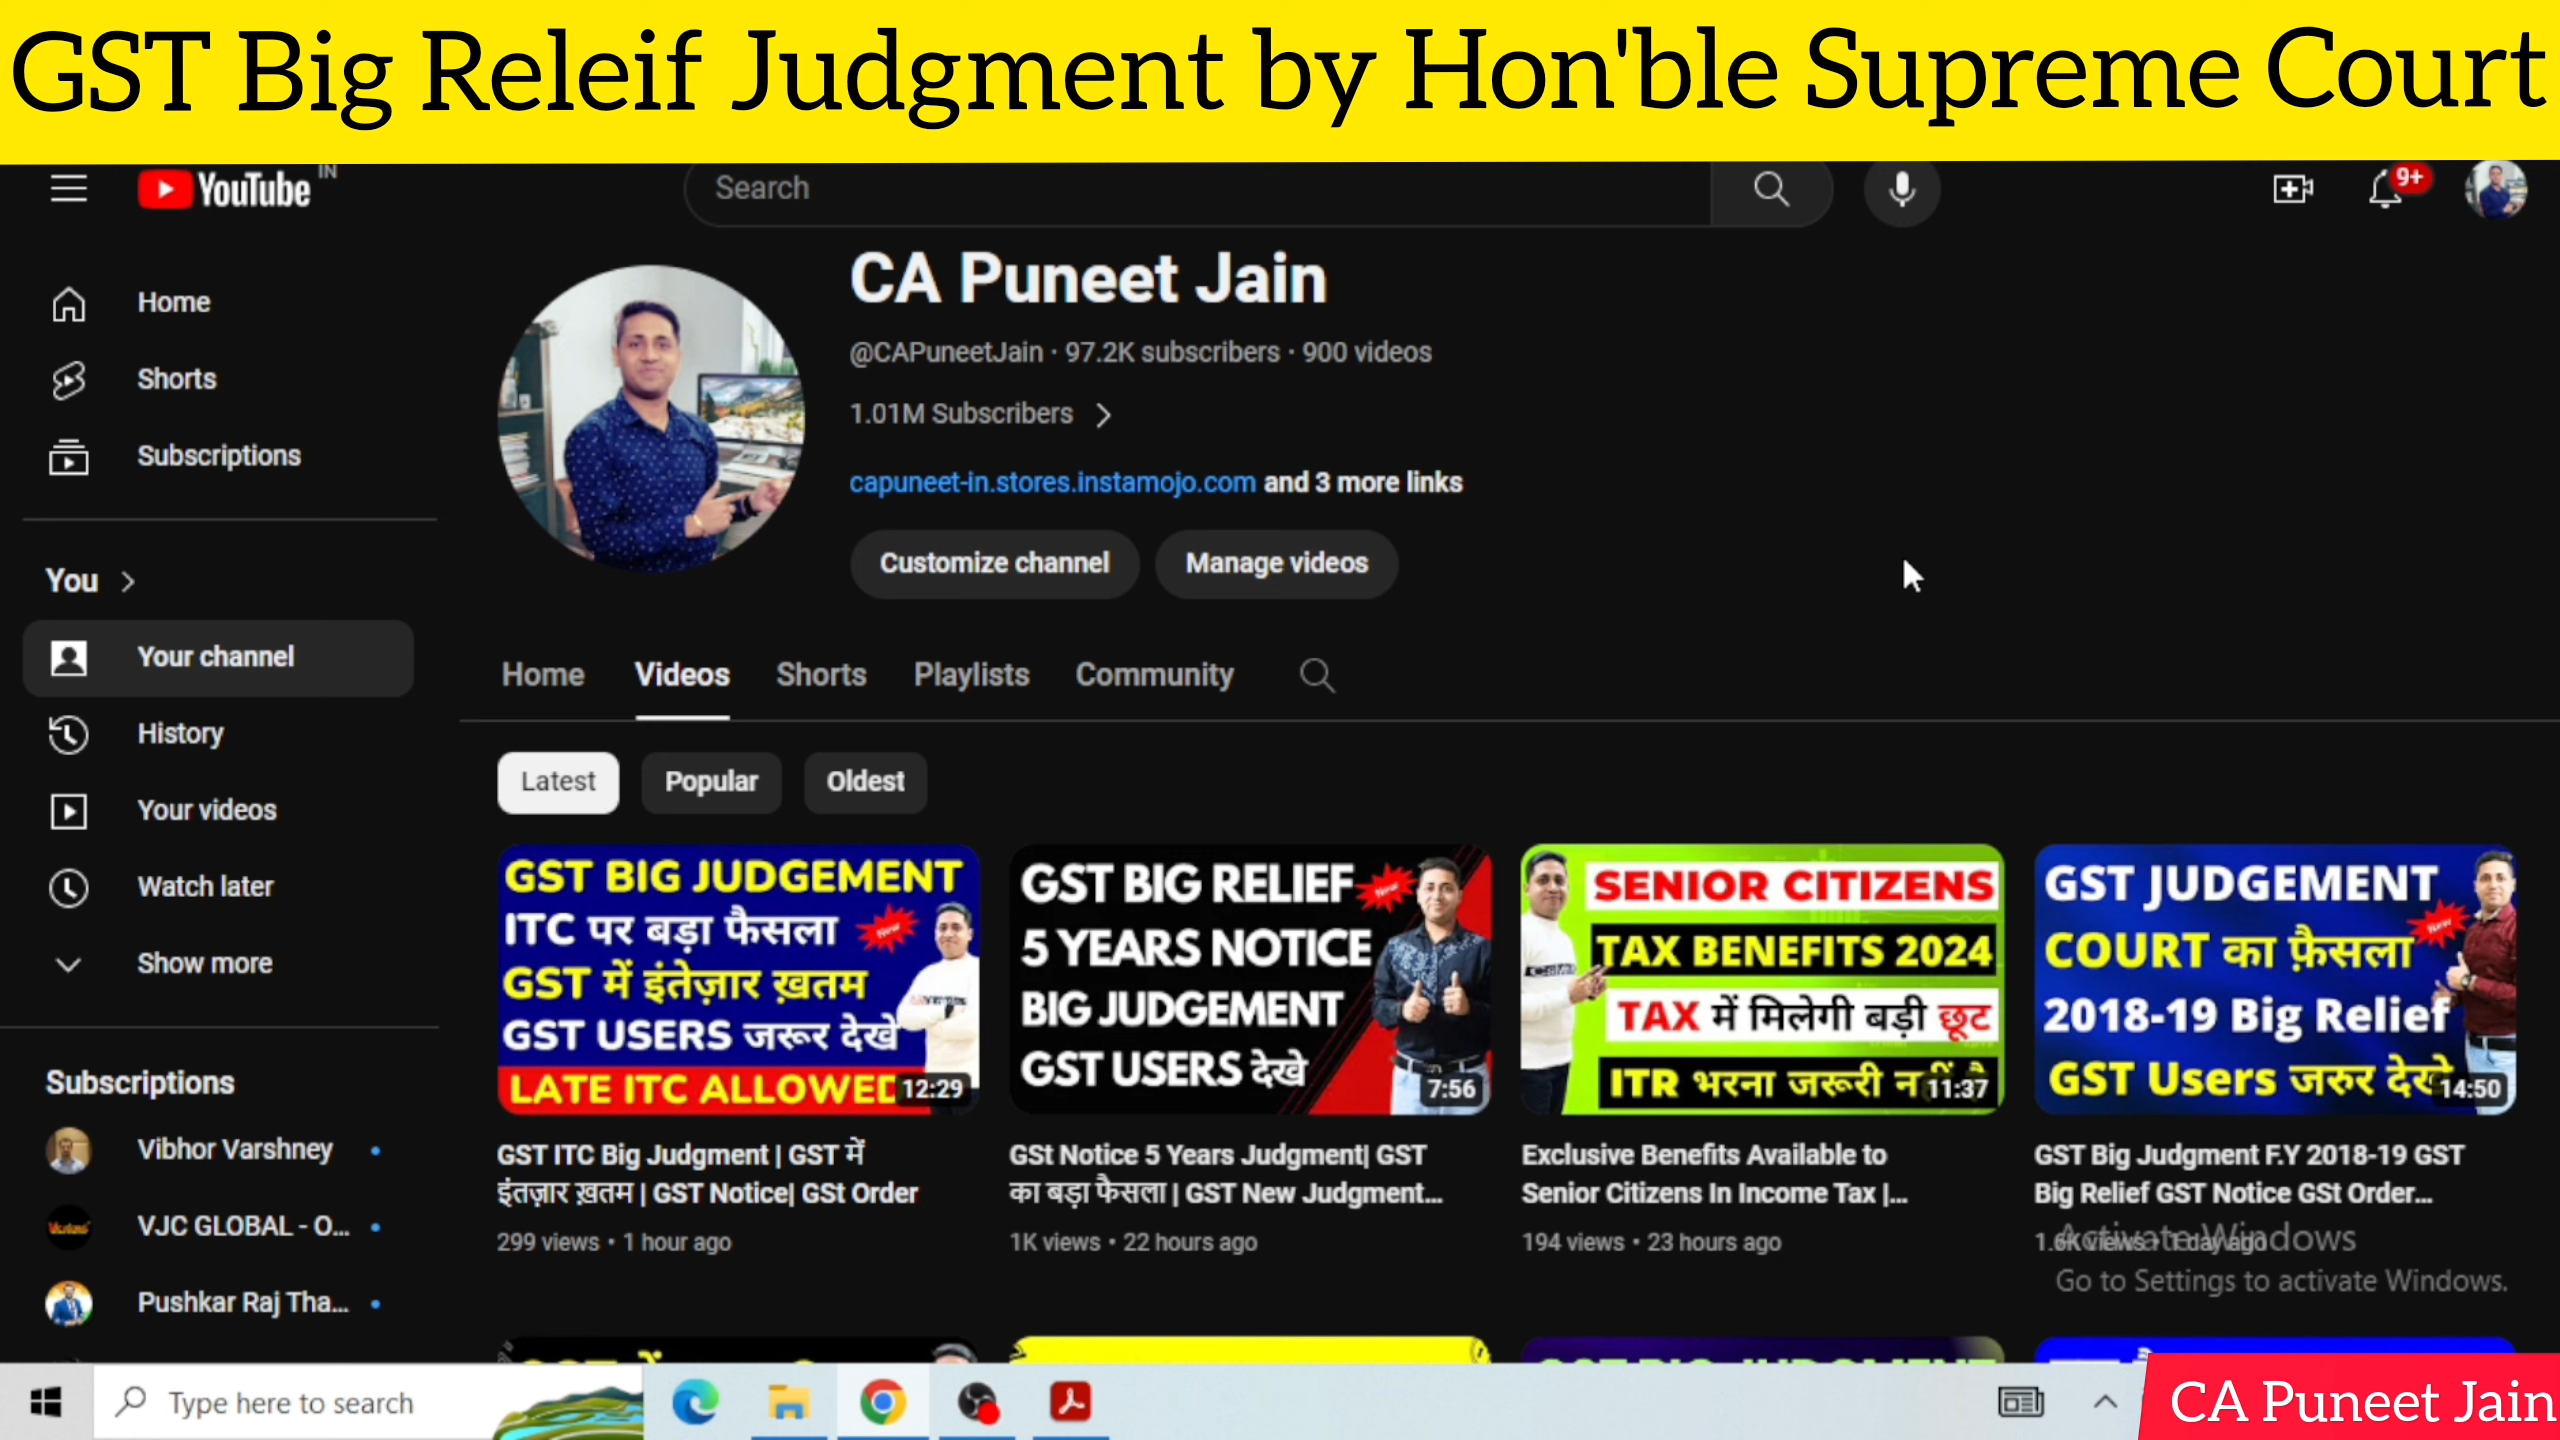 GST Big Releif Judgment by Hon'ble Supreme Court
YouTube IN
Search
9+
Home
Shorts
Subscriptions
You
Your channel
History
Your videos
Watch later
Show more
Subscriptions
Vibhor Varshney
VJC GLOBAL - O...
Pushkar Raj Tha...
CA Puneet Jain
@CAPuneetJain · 97.2K subscribers · 900 videos
1.01M Subscribers
capuneet-in.stores.instamojo.com and 3 more links
Customize channel
Manage videos
Home Videos Shorts Playlists Community
Latest Popular Oldest
GST BIG JUDGEMENT
ITC पर बड़ा फैसला
New
GST में इंतेज़ार ख़तम
GST USERS जरूर देखे
LATE ITC ALLOWED
12:29
GST ITC Big Judgment | GST में
इंतज़ार ख़तम | GST Notice| GSt Order
299 views • 1 hour ago
GST BIG RELIEF
New
5 YEARS NOTICE
BIG JUDGEMENT
GST USERS देखे
7:56
GSt Notice 5 Years Judgment| GST
का बड़ा फैसला | GST New Judgment...
1K views • 22 hours ago
SENIOR CITIZENS
TAX BENEFITS 2024
TAX में मिलेगी बड़ी छूट
ITR भरना जरूरी
11:37
Exclusive Benefits Available to
Senior Citizens In Income Tax |...
194 views • 23 hours ago
GST JUDGEMENT
New
COURT का फ़ैसला
2018-19 Big Relief
GST Users जरुर देखे
14:50
GST Big Judgment F.Y 2018-19 GST
Big Relief GST Notice GSt Order...
1.6K views • 1 day ago
Activate Windows
Go to Settings to activate Windows.
Type here to search
CA Puneet Jain